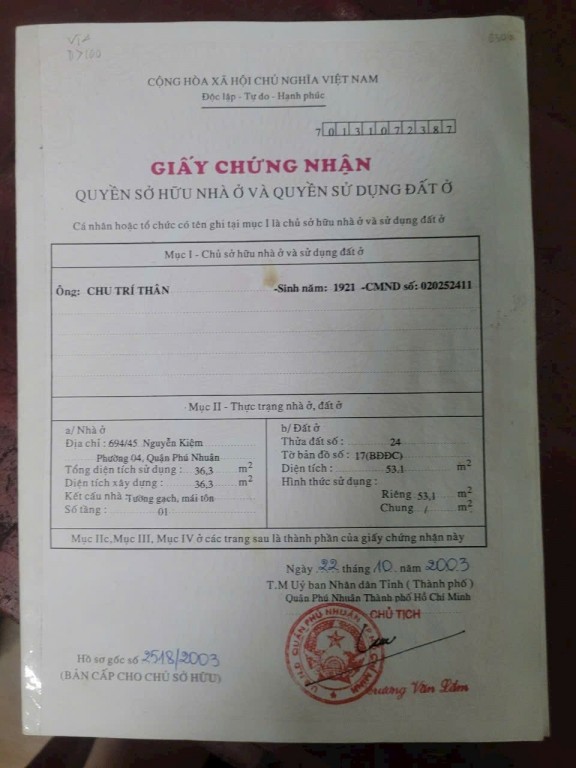 VIP
B7500
CỘNG HÒA XÃ HỘI CHỦ NGHĨA VIỆT NAM
Độc lập - Tự do - Hạnh phúc
7 0 1 3 1 0 7 2 3 8 7
GIẤY CHỨNG NHẬN
QUYỀN SỞ HỮU NHÀ Ở VÀ QUYỀN SỬ DỤNG ĐẤT Ở
Cá nhân hoặc tổ chức có tên ghi tại mục I là chủ sở hữu nhà ở và sử dụng đất ở
Mục I - Chủ sở hữu nhà ở và sử dụng đất ở
Ông: CHU TRÍ THÂN -Sinh năm: 1921 -CMND số: 020252411
Mục II - Thực trạng nhà ở, đất ở
a/ Nhà ở
Địa chỉ : 694/45 Nguyễn Kiệm
Phường 04, Quận Phú Nhuận
Tổng diện tích sử dụng : 36,3 m²
Diện tích xây dựng : 36,3 m²
Kết cấu nhà Tường gạch, mái tôn
Số tầng : 01
b/ Đất ở
Thửa đất số : 24
Tờ bản đồ số : 17(BĐĐC)
Diện tích : 53,1 m²
Hình thức sử dụng :
Riêng 53,1 m²
Chung / m²
Mục IIc,Mục III, Mục IV ở các trang sau là thành phần của giấy chứng nhận này
Ngày 22 tháng 10 năm 2003
T.M Uỷ ban Nhân dân Tỉnh ( Thành phố )
Quận Phú Nhuận Thành phố Hồ Chí Minh
CHỦ TỊCH
U.B.N.D QUẬN PHÚ NHUẬN
Văn Lắm
Hồ sơ gốc số 2518/2003
(BẢN CẤP CHO CHỦ SỞ HỮU)